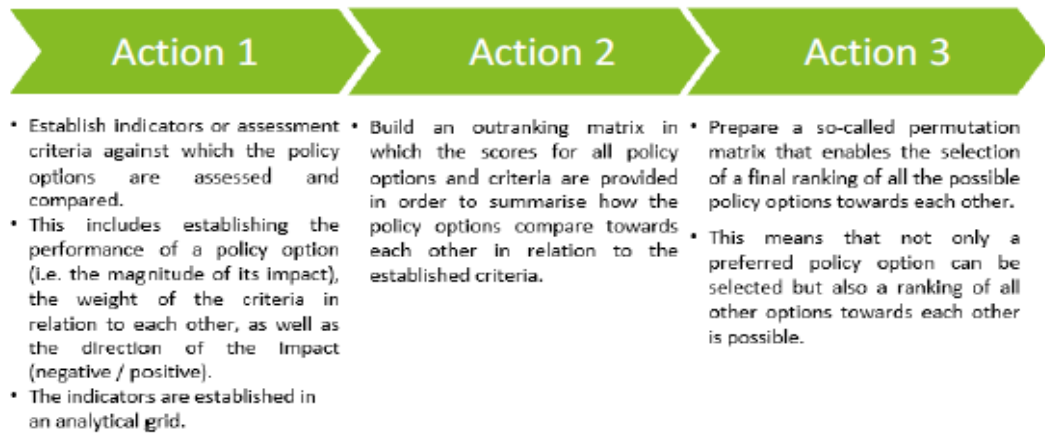 Action 1
• Establish indicators or assessment
criteria against which the policy
options are assessed and
compared.
• This includes establishing the
performance of a policy option
(i.e. the magnitude of its impact),
the weight of the criteria in
relation to each other, as well as
the direction of the impact
(negative / positive).
• The indicators are established in
an analytical grid.
Action 2
• Build an outranking matrix in
which the scores for all policy
options and criteria are provided
in order to summarise how the
policy options compare towards
each other in relation to the
established criteria.
Action 3
• Prepare a so-called permutation
matrix that enables the selection
of a final ranking of all the possible
policy options towards each other.
• This means that not only a
preferred policy option can be
selected but also a ranking of all
other options towards each other
is possible.